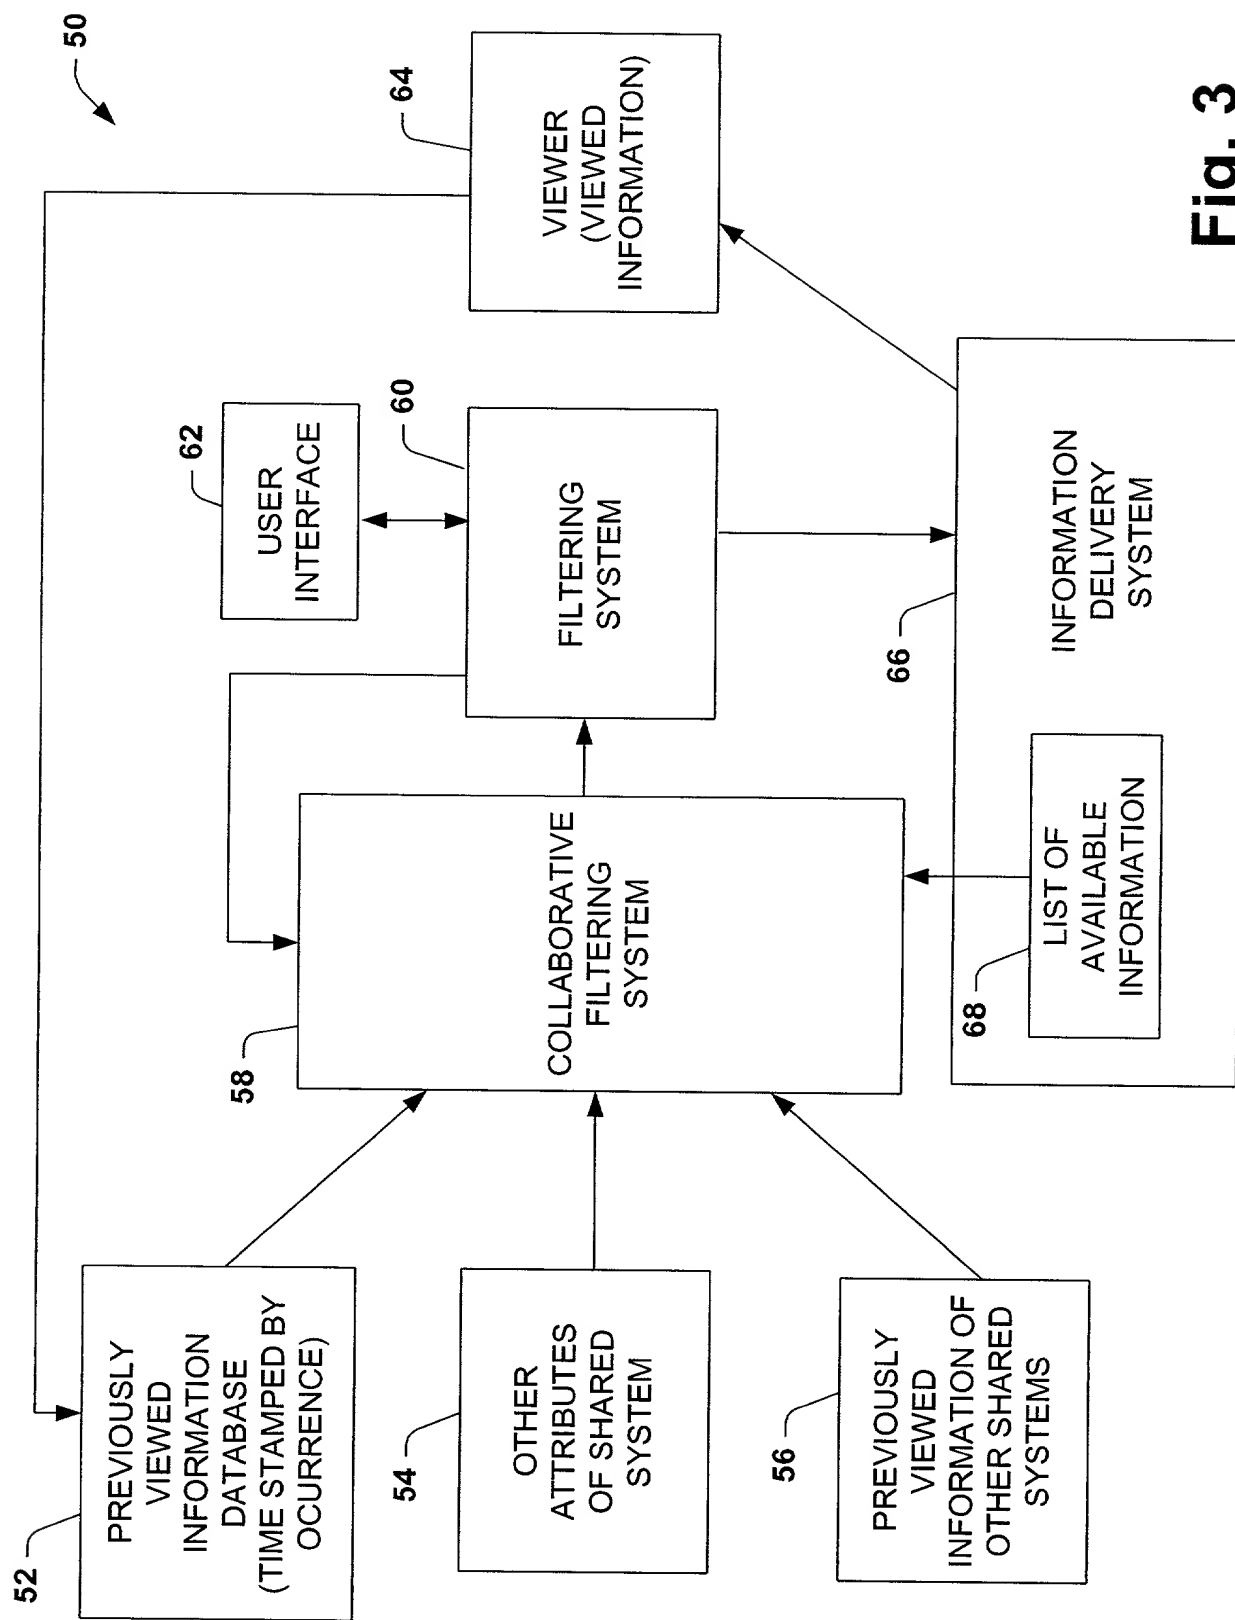 50
52
PREVIOUSLY
VIEWED
INFORMATION
DATABASE
(TIME STAMPED BY
OCURRENCE)
54
OTHER
ATTRIBUTES
OF SHARED
SYSTEM
56
PREVIOUSLY
VIEWED
INFORMATION OF
OTHER SHARED
SYSTEMS
58
COLLABORATIVE
FILTERING
SYSTEM
62
USER
INTERFACE
60
FILTERING
SYSTEM
64
VIEWER
(VIEWED
INFORMATION)
66
INFORMATION
DELIVERY
SYSTEM
68
LIST OF
AVAILABLE
INFORMATION
Fig. 3